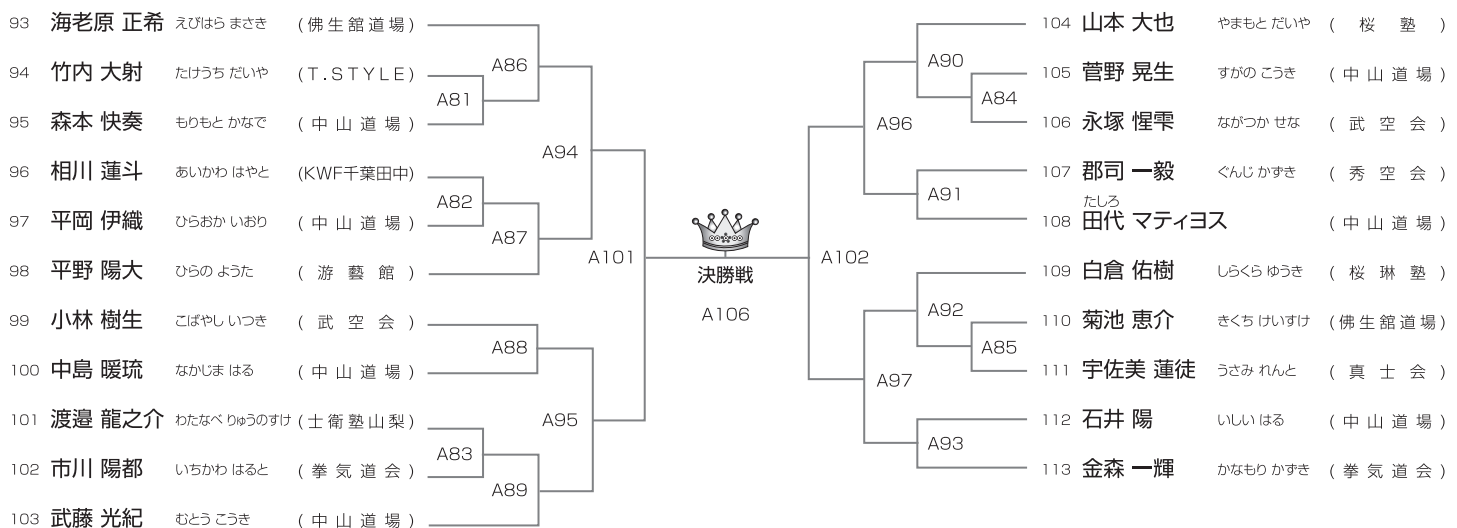 93 海老原 正希 えびはら まさき (佛生舘道場)
94 竹内 大射 たけうち だいや (T.STYLE)
95 森本 快奏 もりもと かなで (中山道場)
96 相川 蓮斗 あいかわ はやと (KWF千葉田中)
97 平岡 伊織 ひらおか いおり (中山道場)
98 平野 陽大 ひらの ようた (游藝館)
99 小林 樹生 こばやし いつき (武空会)
100 中島 暖琉 なかじま はる (中山道場)
101 渡邉 龍之介 わたなべ りゅうのすけ (士衛塾山梨)
102 市川 陽都 いちかわ はると (拳気道会)
103 武藤 光紀 むとう こうき (中山道場)
A86
A81
A94
A82
A87
A101
A88
A95
A83
A89
決勝戦
A106
A90
A84
A96
A91
A102
A92
A85
A97
A93
104 山本 大也 やまもと だいや (桜塾)
105 菅野 晃生 すがの こうき (中山道場)
106 永塚 惺雫 ながつか せな (武空会)
107 郡司 一毅 ぐんじ かずき (秀空会)
たしろ
108 田代 マティヨス (中山道場)
109 白倉 佑樹 しらくら ゆうき (桜琳塾)
110 菊池 恵介 きくち けいすけ (佛生舘道場)
111 宇佐美 蓮徒 うさみ れんと (真士会)
112 石井 陽 いしい はる (中山道場)
113 金森 一輝 かなもり かずき (拳気道会)